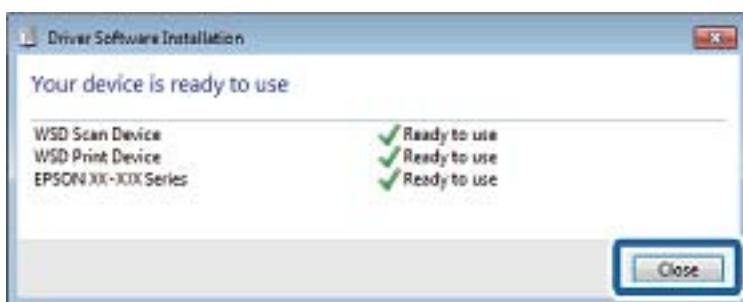 Driver Software Installation
Your device is ready to use
WSD Scan Device Ready to use
WSD Print Device Ready to use
EPSON XX-XXX Series Ready to use
Close